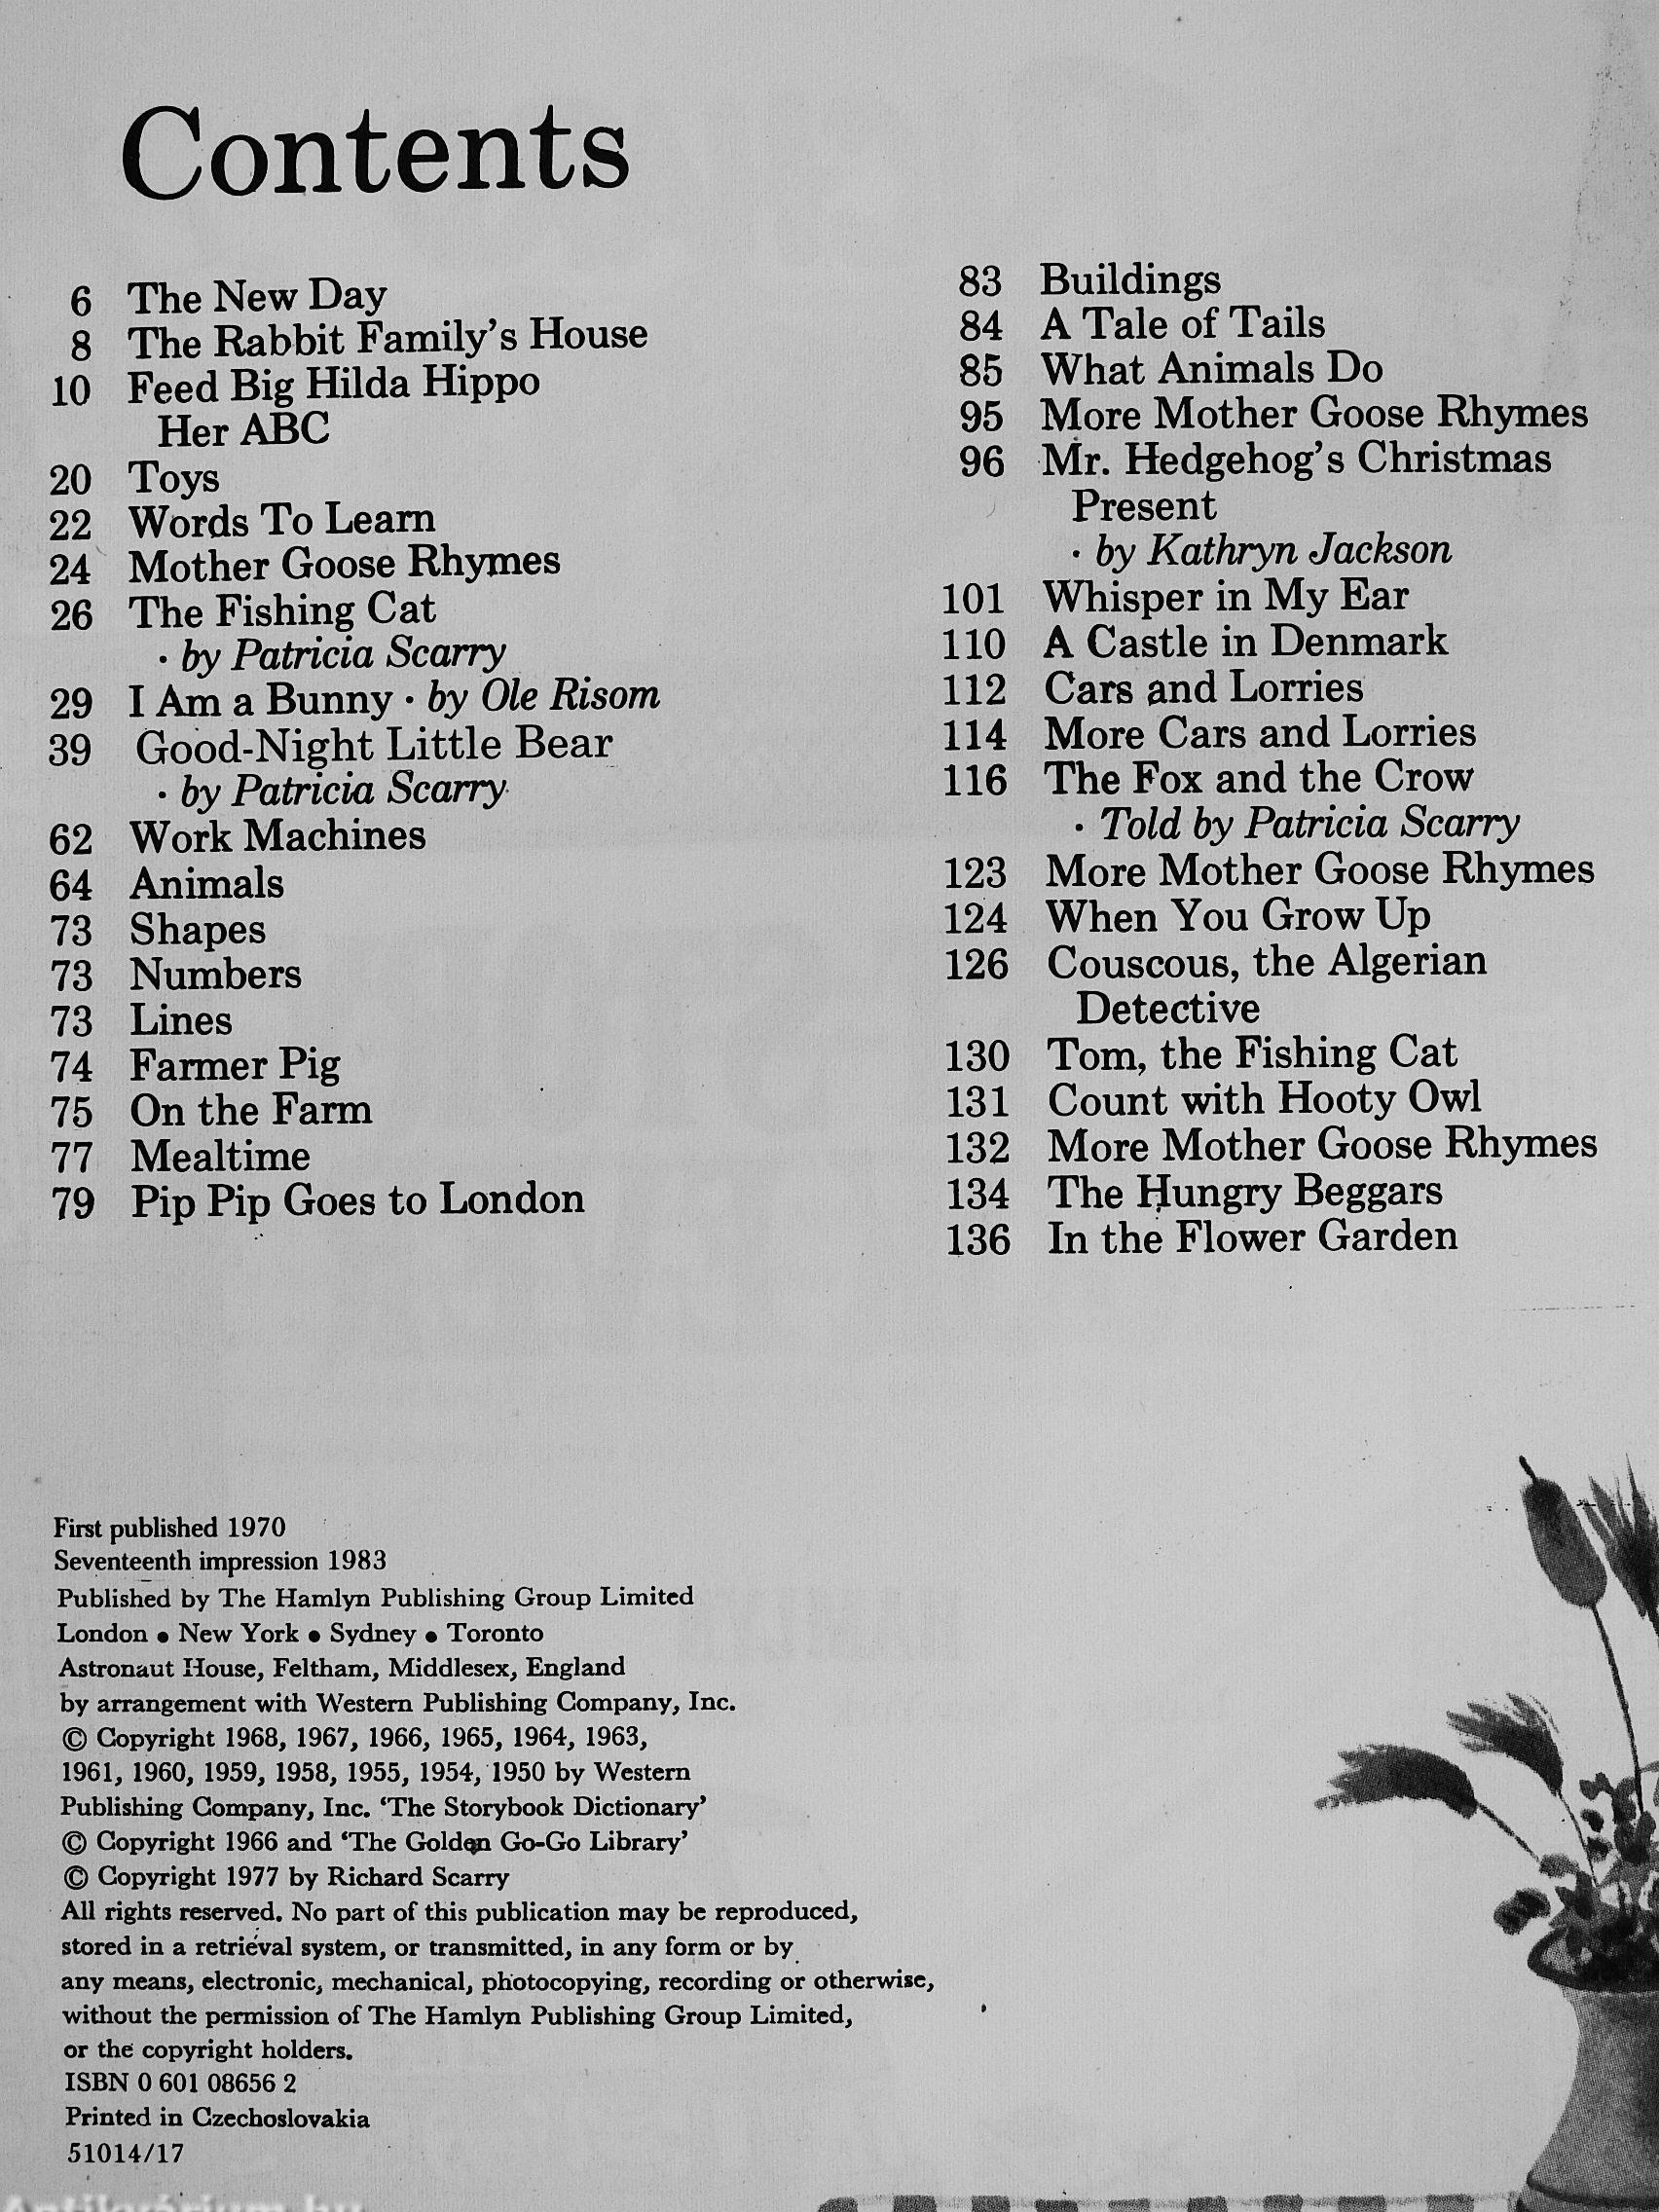 Contents
6 The New Day
8 The Rabbit Family's House
10 Feed Big Hilda Hippo
Her ABC
20 Toys
22 Words To Learn
24 Mother Goose Rhymes
26 The Fishing Cat
· by Patricia Scarry
29 I Am a Bunny · by Ole Risom
39 Good-Night Little Bear
· by Patricia Scarry
62 Work Machines
64 Animals
73 Shapes
73 Numbers
73 Lines
74 Farmer Pig
75 On the Farm
77 Mealtime
79 Pip Pip Goes to London
83 Buildings
84 A Tale of Tails
85 What Animals Do
95 More Mother Goose Rhymes
96 Mr. Hedgehog's Christmas
Present
· by Kathryn Jackson
101 Whisper in My Ear
110 A Castle in Denmark
112 Cars and Lorries
114 More Cars and Lorries
116 The Fox and the Crow
· Told by Patricia Scarry
123 More Mother Goose Rhymes
124 When You Grow Up
126 Couscous, the Algerian
Detective
130 Tom, the Fishing Cat
131 Count with Hooty Owl
132 More Mother Goose Rhymes
134 The Hungry Beggars
136 In the Flower Garden
First published 1970
Seventeenth impression 1983
Published by The Hamlyn Publishing Group Limited
London ● New York ● Sydney ● Toronto
Astronaut House, Feltham, Middlesex, England
by arrangement with Western Publishing Company, Inc.
© Copyright 1968, 1967, 1966, 1965, 1964, 1963,
1961, 1960, 1959, 1958, 1955, 1954, 1950 by Western
Publishing Company, Inc. ‘The Storybook Dictionary’
© Copyright 1966 and ‘The Golden Go-Go Library’
© Copyright 1977 by Richard Scarry
All rights reserved. No part of this publication may be reproduced,
stored in a retrieval system, or transmitted, in any form or by
any means, electronic, mechanical, photocopying, recording or otherwise,
without the permission of The Hamlyn Publishing Group Limited,
or the copyright holders.
ISBN 0 601 08656 2
Printed in Czechoslovakia
51014/17